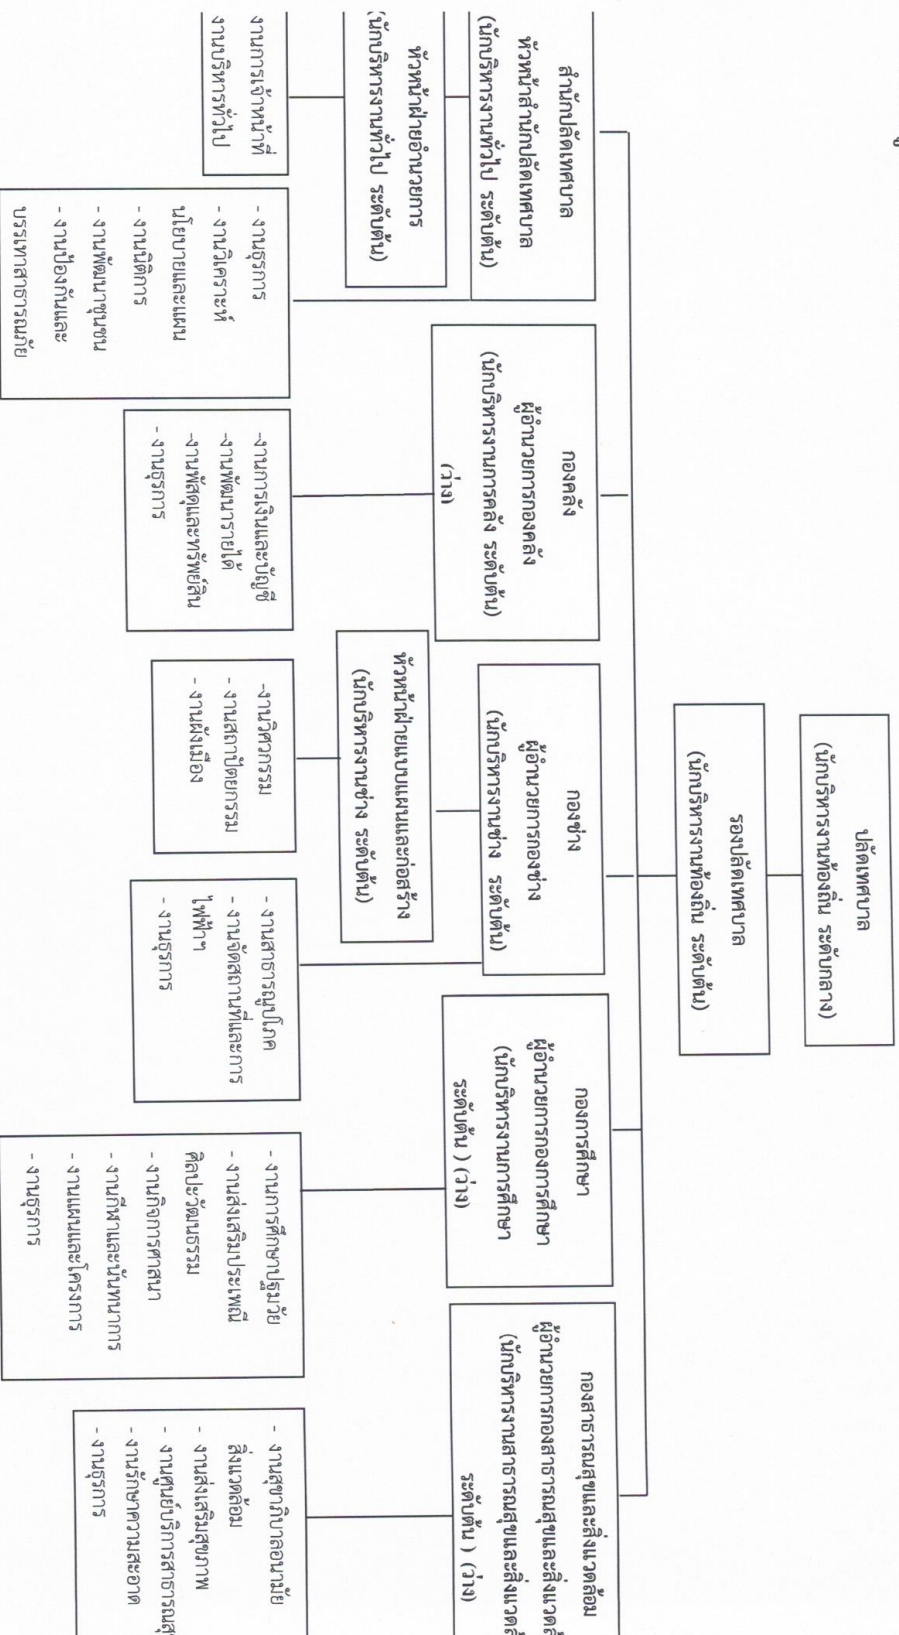 ปลัดเทศบาล
(นักบริหารงานท้องถิ่น ระดับกลาง)
รองปลัดเทศบาล
(นักบริหารงานท้องถิ่น ระดับต้น)
สำนักปลัดเทศบาล
หัวหน้าสำนักปลัดเทศบาล
(นักบริหารงานทั่วไป ระดับต้น)
หัวหน้าฝ่ายอำนวยการ
(นักบริหารงานทั่วไป ระดับต้น)
งานการเจ้าหน้าที่
งานบริหารทั่วไป
- งานธุรการ
- งานวิเคราะห์
นโยบายและแผน
- งานนิติการ
- งานพัฒนาชุมชน
- งานป้องกันและ
บรรเทาสาธารณภัย
กองคลัง
ผู้อำนวยการกองคลัง
(นักบริหารงานการคลัง ระดับต้น)
(ว่าง)
-งานการเงินและบัญชี
-งานพัฒนารายได้
-งานพัสดุและทรัพย์สิน
- งานธุรการ
กองช่าง
ผู้อำนวยการกองช่าง
(นักบริหารงานช่าง ระดับต้น)
หัวหน้าฝ่ายแบบแผนและก่อสร้าง
(นักบริหารงานช่าง ระดับต้น)
-งานวิศวกรรม
- งานสถาปัตยกรรม
- งานผังเมือง
- งานสาธารณูปโภค
- งานจัดสถานที่และการ
ไฟฟ้าฯ
- งานธุรการ
กองการศึกษา
ผู้อำนวยการกองการศึกษา
(นักบริหารงานการศึกษา
ระดับต้น ) (ว่าง)
- งานการศึกษาปฐมวัย
- งานส่งเสริมประเพณี
ศิลปะวัฒนธรรม
- งานกิจการศาสนา
- งานกีฬาและนันทนาการ
- งานแผนและโครงการ
- งานธุรการ
กองสาธารณสุขและสิ่งแวดล้อม
ผู้อำนวยการกองสาธารณสุขและสิ่งแวดล้
(นักบริหารงานสาธารณสุขและสิ่งแวดล้
ระดับต้น ) (ว่าง)
- งานสุขาภิบาลอนามัย
สิ่งแวดล้อม
- งานส่งเสริมสุขภาพ
- งานศูนย์บริการสาธารณสุ
- งานรักษาความสะอาด
- งานธุรการ